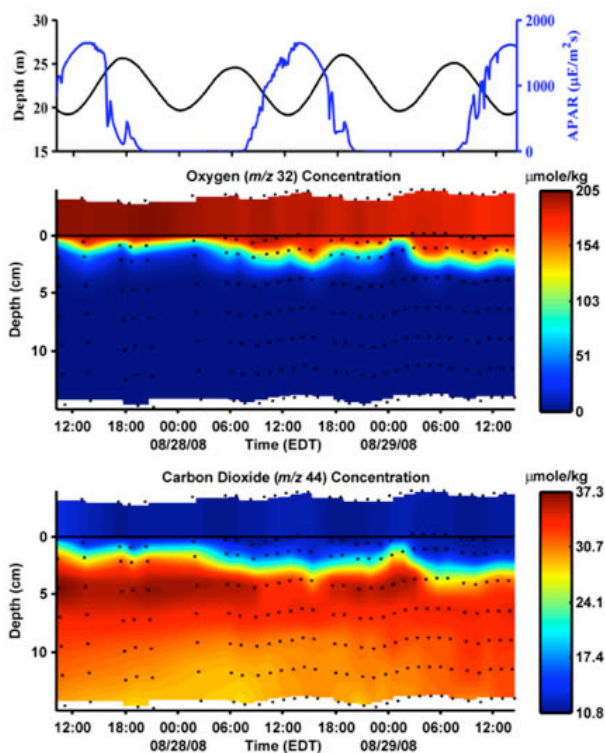 30
25
20
15
Depth (m)
2000
1000
0
APAR (μE/m²s)
Oxygen (m/z 32) Concentration
μmole/kg
0
5
10
Depth (cm)
205
154
103
51
0
12:00 18:00 00:00 06:00 12:00 18:00 00:00 06:00 12:00
08/28/08 Time (EDT) 08/29/08
Carbon Dioxide (m/z 44) Concentration
μmole/kg
0
5
10
Depth (cm)
37.3
30.7
24.1
17.4
10.8
12:00 18:00 00:00 06:00 12:00 18:00 00:00 06:00 12:00
08/28/08 Time (EDT) 08/29/08